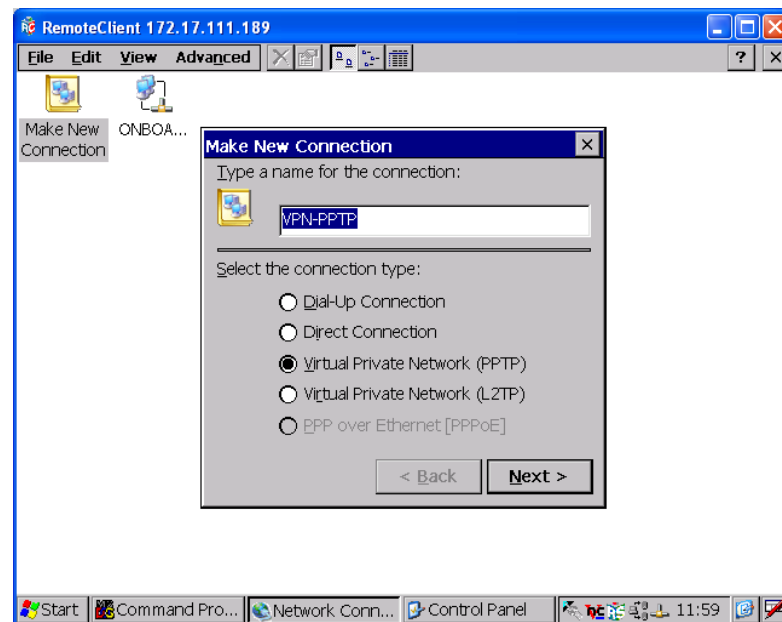 RemoteClient 172.17.111.189
File Edit View Advanced ? ×
Make New Connection
ONBOA...
Make New Connection ×
Type a name for the connection:
VPN-PPTP
Select the connection type:
Dial-Up Connection
Direct Connection
Virtual Private Network (PPTP)
Virtual Private Network (L2TP)
PPP over Ethernet [PPPoE]
< Back Next >
Start Command Pro... Network Conn... Control Panel 11:59